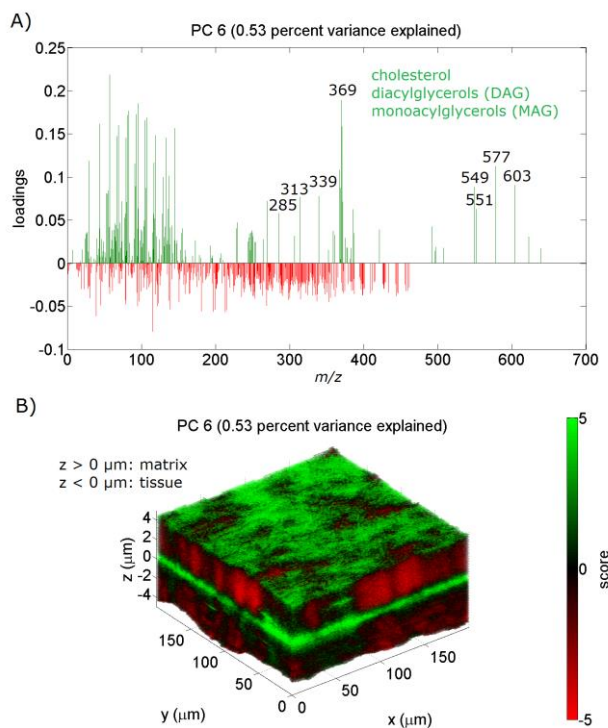 A)
PC 6 (0.53 percent variance explained)
0.25
0.2
0.15
0.1
0.05
0
-0.05
-0.1
loadings
369
cholesterol
diacylglycerols (DAG)
monoacylglycerols (MAG)
313
339
285
577
549
603
551
0
100
200
300
400
500
600
700
m/z
B)
PC 6 (0.53 percent variance explained)
z > 0 µm: matrix
z < 0 µm: tissue
4
2
0
-2
-4
z (µm)
150
100
50
0
y (µm)
0
50
100
150
x (µm)
5
0
-5
score